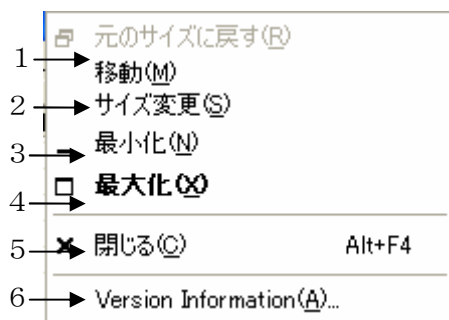 元のサイズに戻す(R)
1
移動(M)
2 サイズ変更(S)
3 最小化(N)
4 最大化(X)
5 閉じる(C) Alt+F4
6 Version Information(A)...